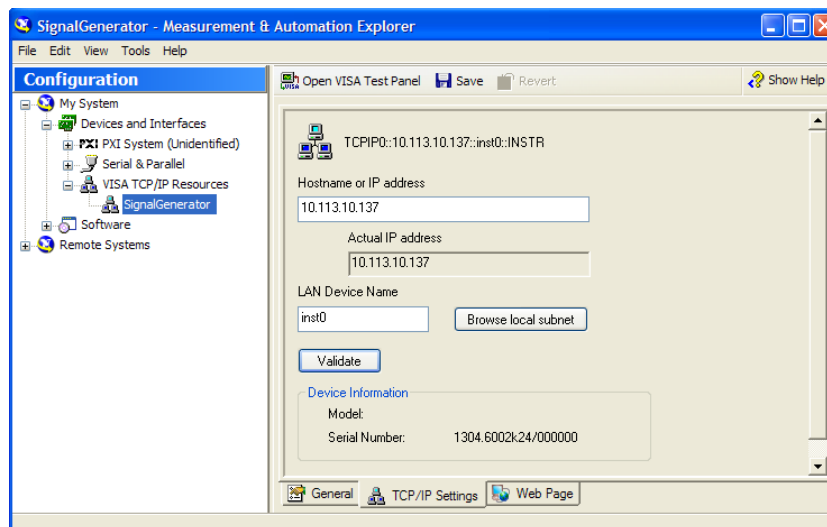 SignalGenerator - Measurement & Automation Explorer
File Edit View Tools Help
Configuration
My System
Devices and Interfaces
PXI PXI System (Unidentified)
Serial & Parallel
VISA TCP/IP Resources
SignalGenerator
Software
Remote Systems
VISA Open VISA Test Panel Save Revert Show Help
TCPIP0::10.113.10.137::inst0::INSTR
Hostname or IP address
10.113.10.137
Actual IP address
10.113.10.137
LAN Device Name
inst0 Browse local subnet
Validate
Device Information
Model:
Serial Number: 1304.6002k24/000000
General TCP/IP Settings Web Page